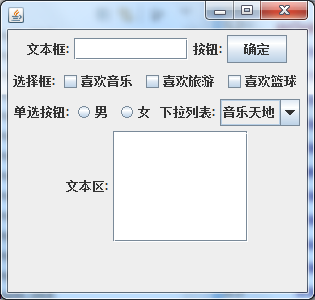 文本框: 按钮: 确定
选择框: 喜欢音乐 喜欢旅游 喜欢篮球
单选按钮: 男 女 下拉列表: 音乐天地
文本区: